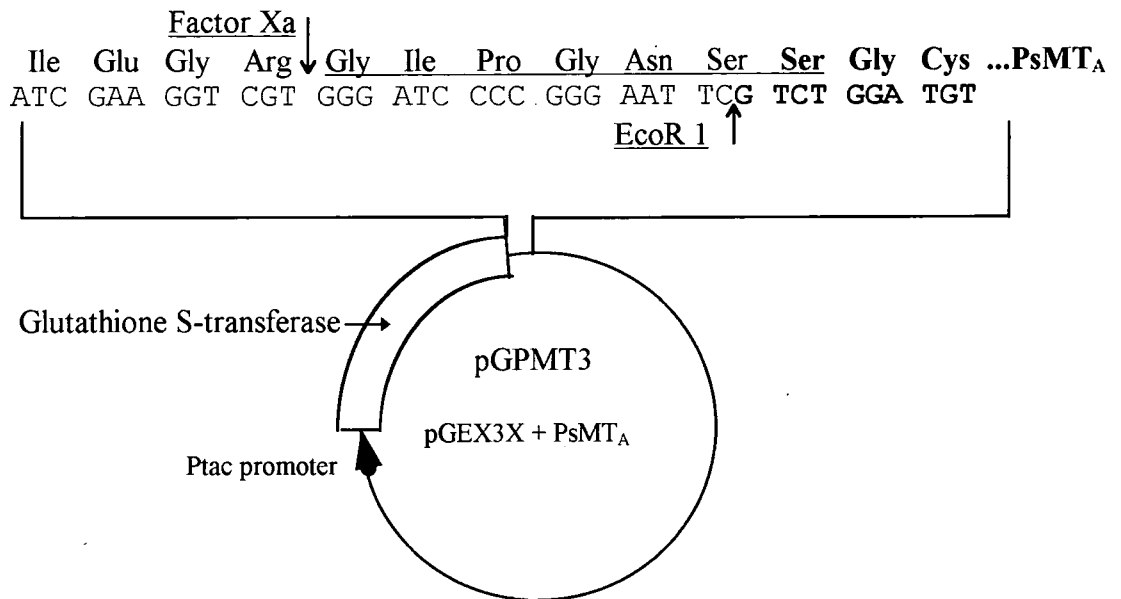 Factor Xa
Ile Glu Gly Arg Gly Ile Pro Gly Asn Ser Ser Gly Cys ...PsMTA
ATC GAA GGT CGT GGG ATC CCC GGG AAT TCG TCT GGA TGT
EcoR 1
Glutathione S-transferase
pGPMT3
pGEX3X + PsMTA
Ptac promoter